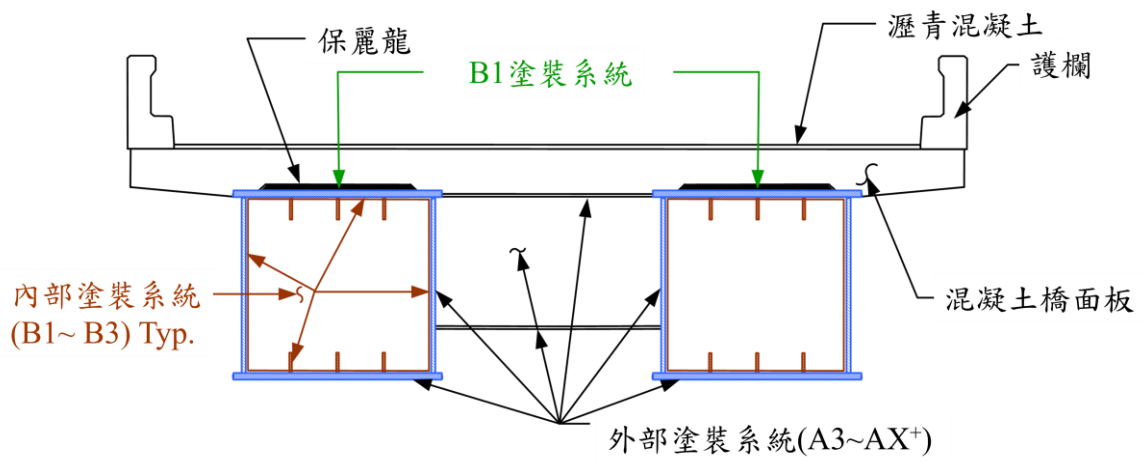 保麗龍
瀝青混凝土
B1塗裝系統
護欄
內部塗裝系統
(B1~ B3) Typ.
混凝土橋面板
外部塗裝系統(A3~AX⁺)